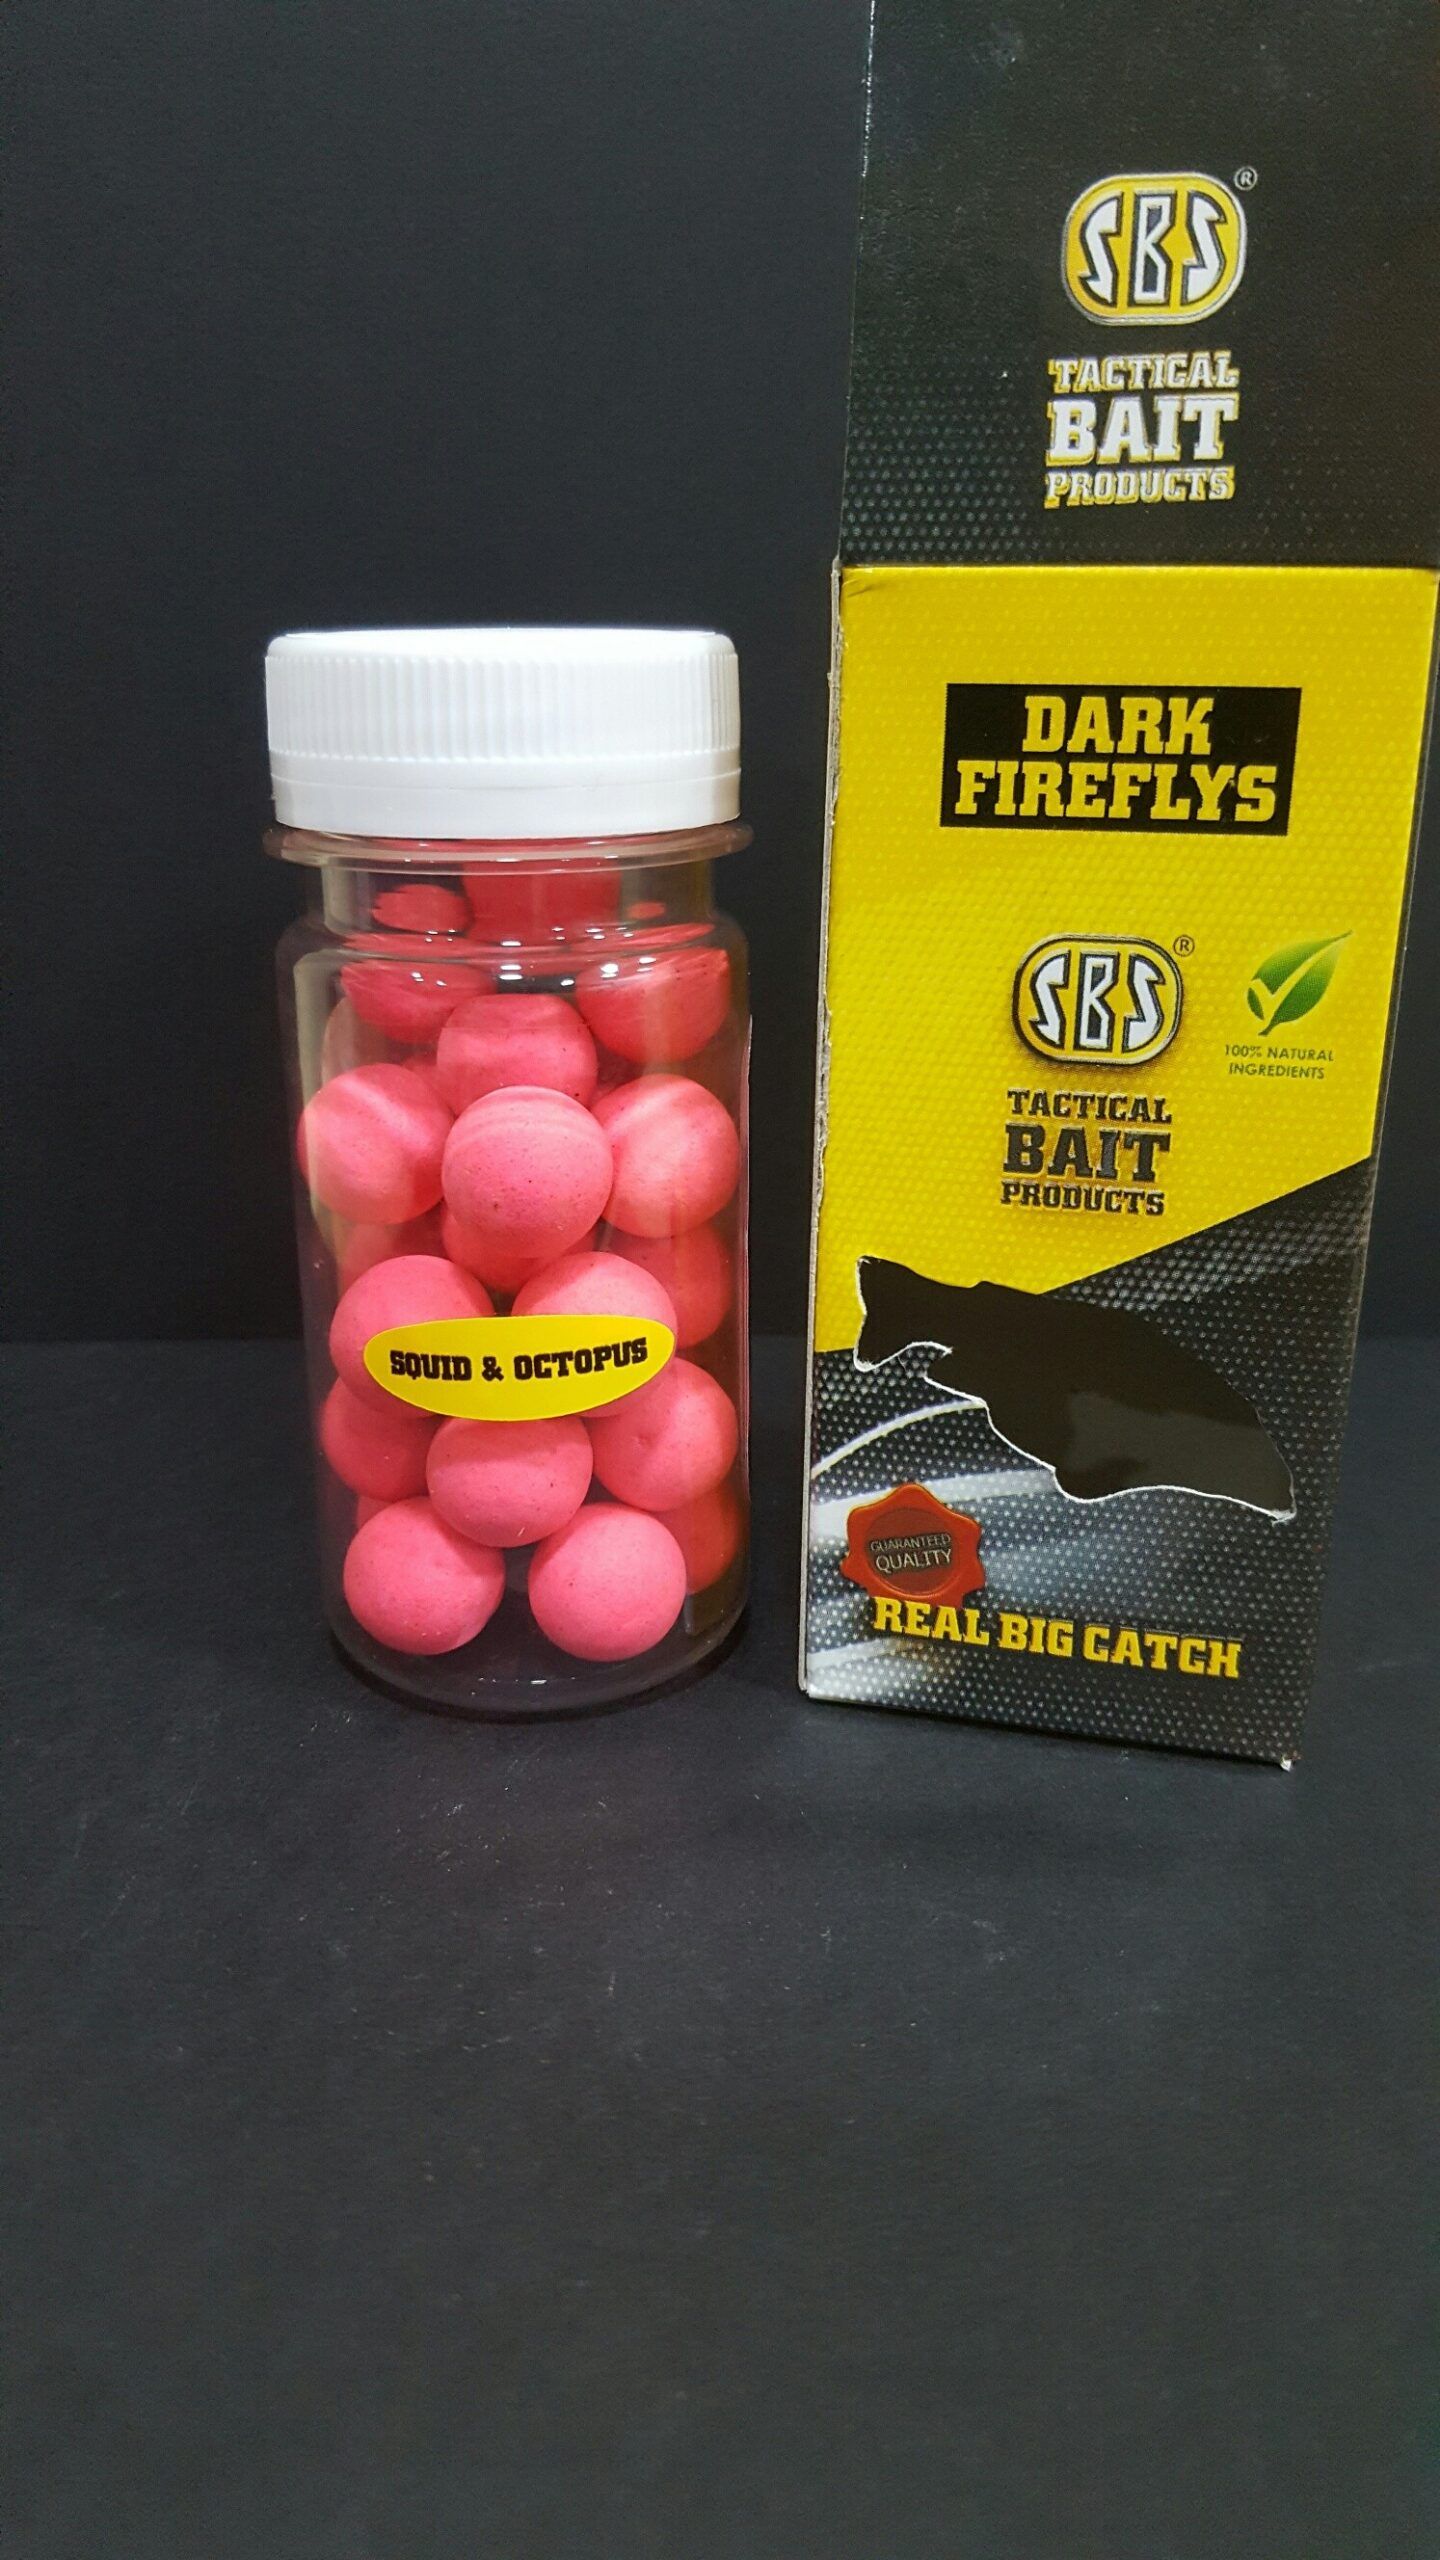 SBS®
TACTICAL
BAIT
PRODUCTS
DARK
FIREFLYS
SBS®
100% NATURAL
INGREDIENTS
TACTICAL
BAIT
PRODUCTS
SQUID & OCTOPUS
GUARANTEED
QUALITY
REAL BIG CATCH